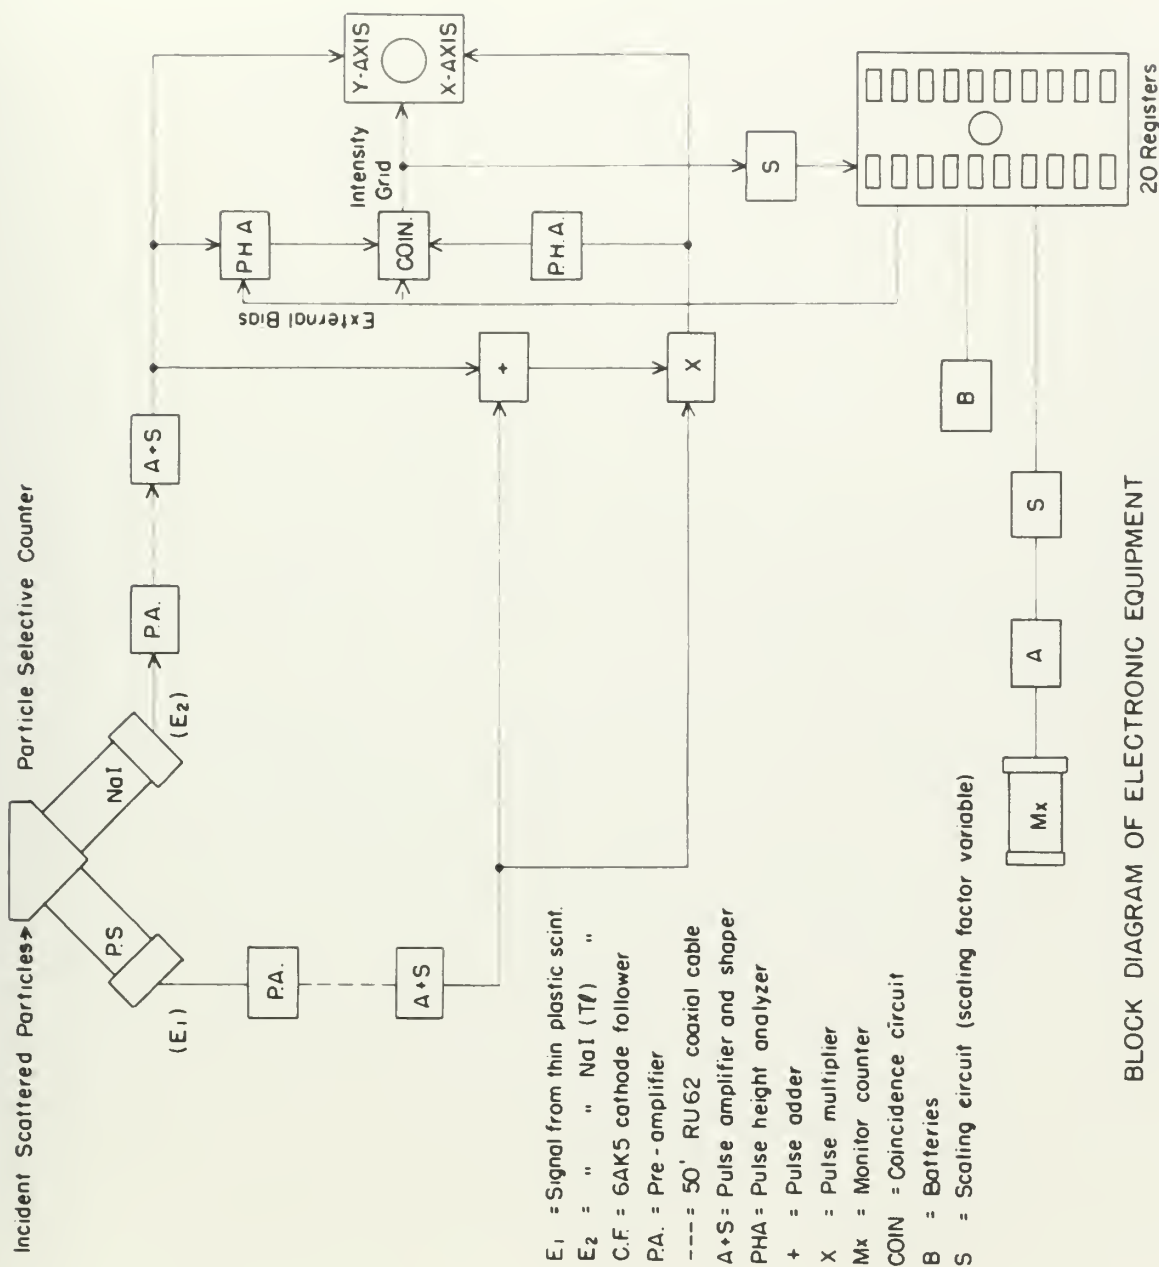 Incident Scattered Particles
Particle Selective Counter
P.S
NaI
(E1)
(E2)
P.A.
A+S
P.A.
A+S
+
X
External Bias
PHA
COIN.
P.H.A.
Intensity
Grid
Y-AXIS
X-AXIS
S
20 Registers
B
Mx
A
S
E1 = Signal from thin plastic scint.
E2 = " " NaI (Tl) "
C.F. = 6AK5 cathode follower
P.A. = Pre-amplifier
--- = 50' RU62 coaxial cable
A+S = Pulse amplifier and shaper
PHA = Pulse height analyzer
+ = Pulse adder
X = Pulse multiplier
Mx = Monitor counter
COIN = Coincidence circuit
B = Batteries
S = Scaling circuit (scaling factor variable)
BLOCK DIAGRAM OF ELECTRONIC EQUIPMENT